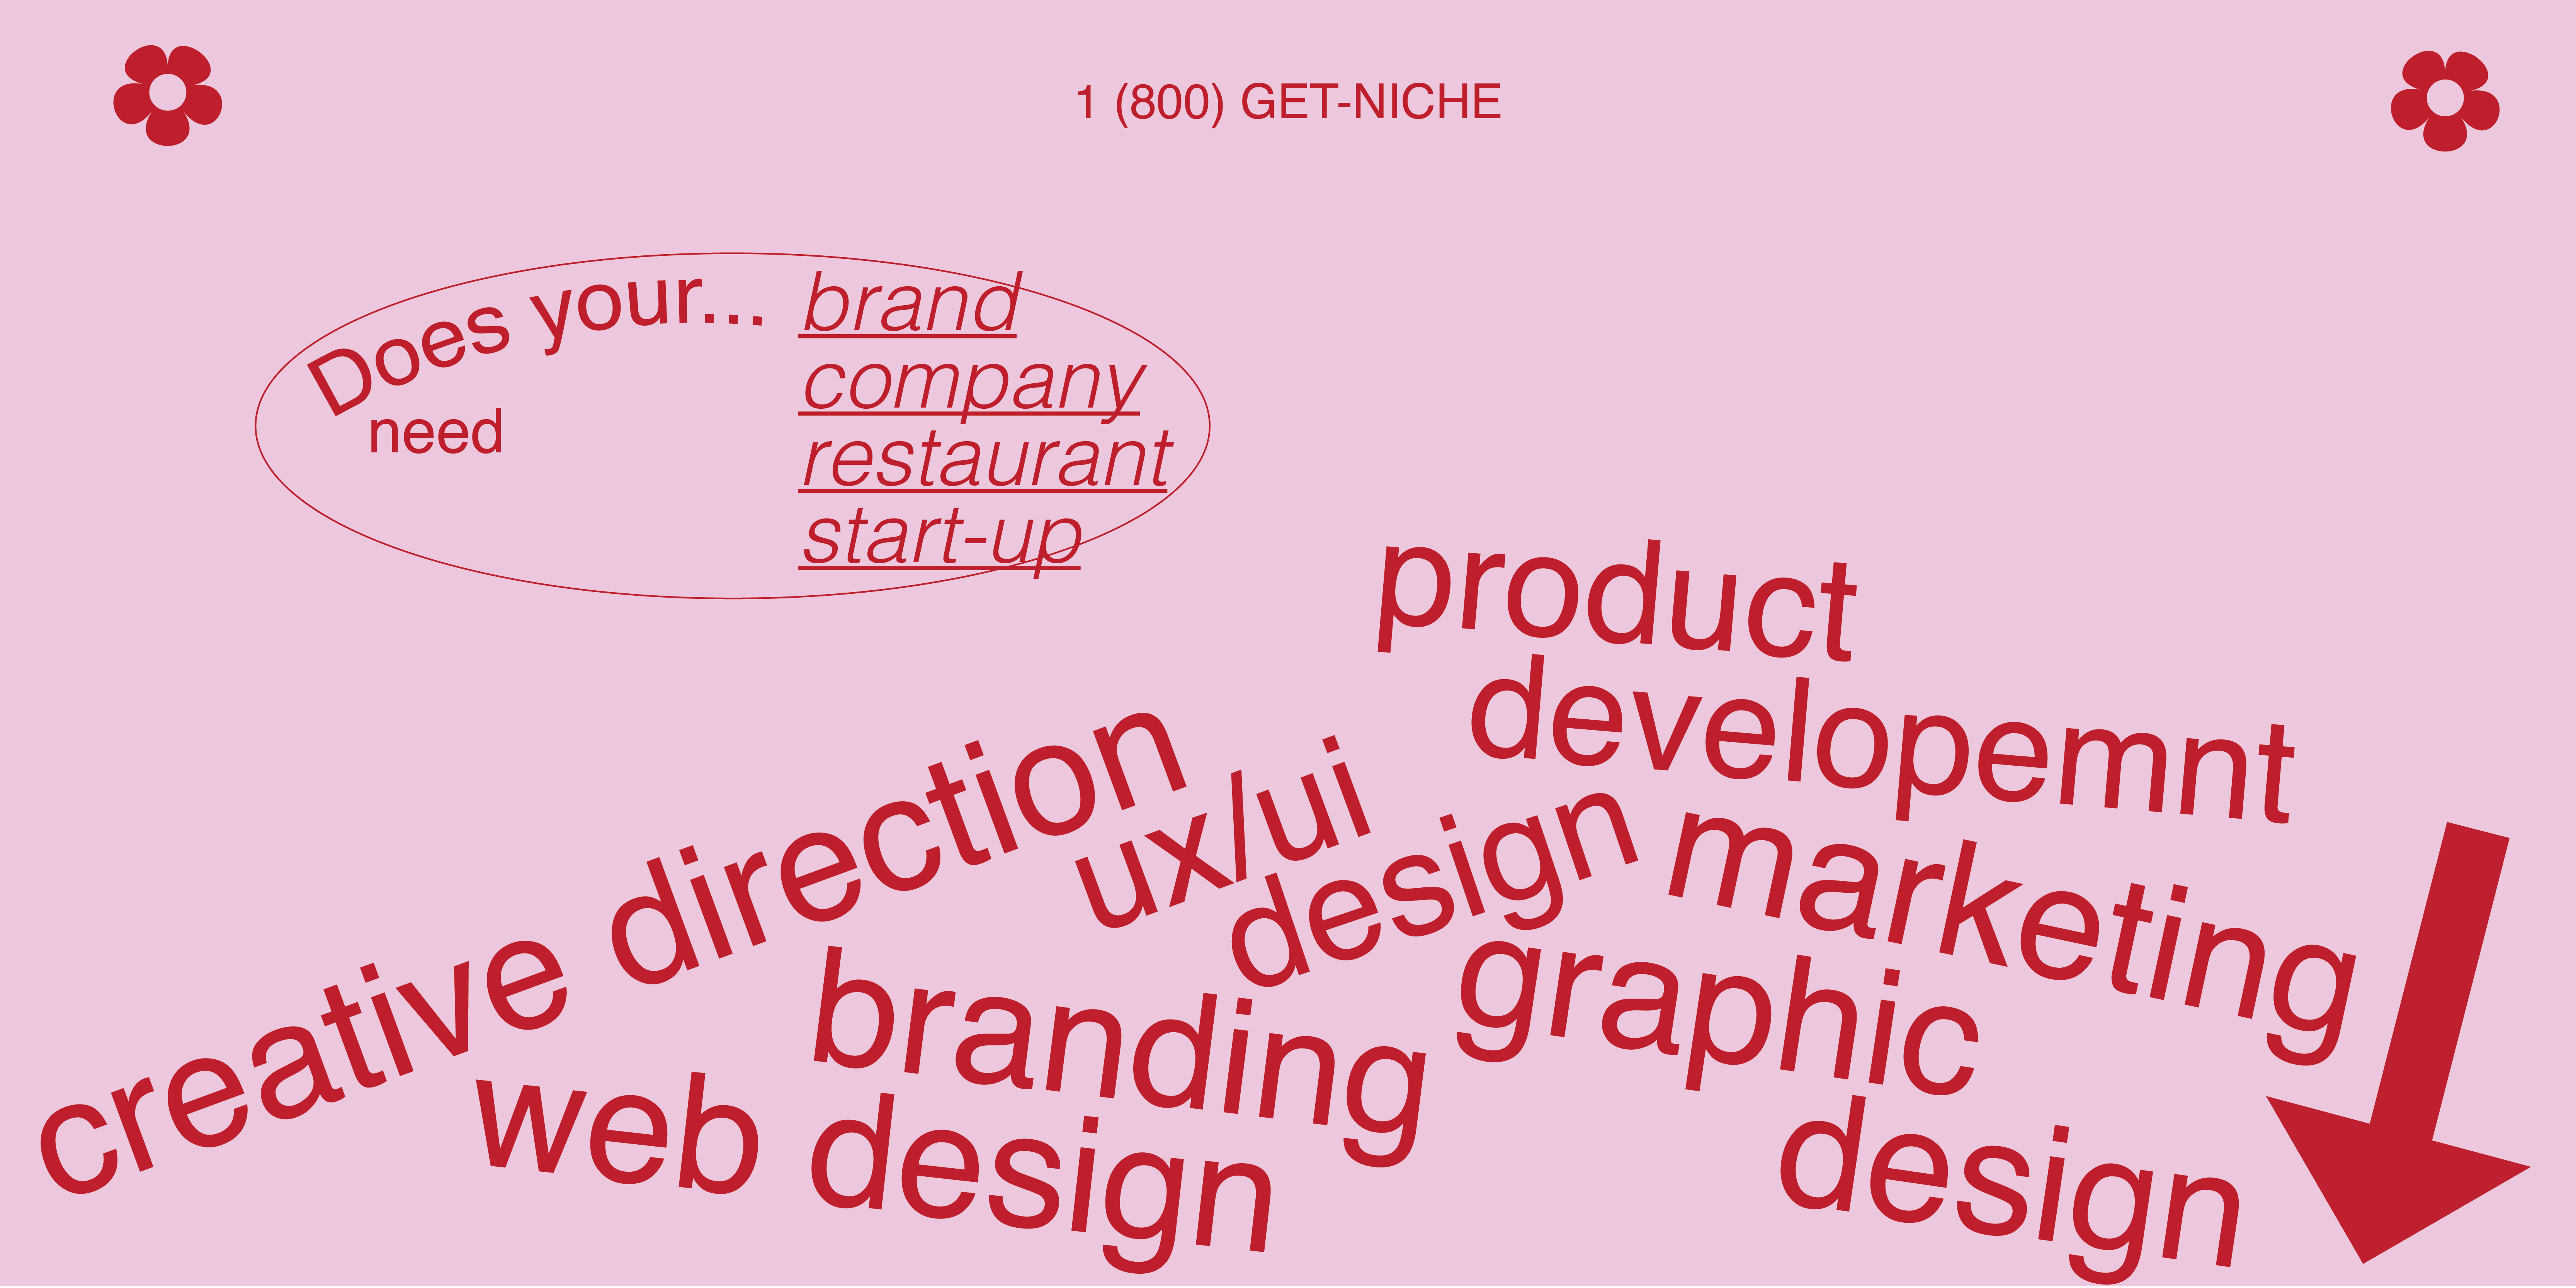 1 (800) GET-NICHE
Does your...
need
brand
company
restaurant
start-up
product
developemnt
creative direction
ux/ui
design
marketing
branding
graphic
design
web design